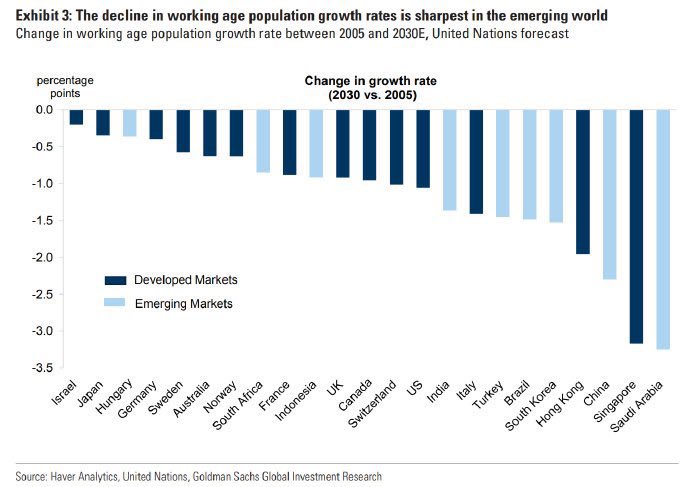 Exhibit 3: The decline in working age population growth rates is sharpest in the emerging world
Change in working age population growth rate between 2005 and 2030E, United Nations forecast
percentage
points
Change in growth rate
(2030 vs. 2005)
0.0
-0.5
-1.0
-1.5
-2.0
-2.5
-3.0
-3.5
Developed Markets
Emerging Markets
Israel
Japan
Hungary
Germany
Sweden
Australia
Norway
South Africa
France
Indonesia
UK
Canada
Switzerland
US
India
Italy
Turkey
Brazil
South Korea
Hong Kong
China
Singapore
Saudi Arabia
Source: Haver Analytics, United Nations, Goldman Sachs Global Investment Research